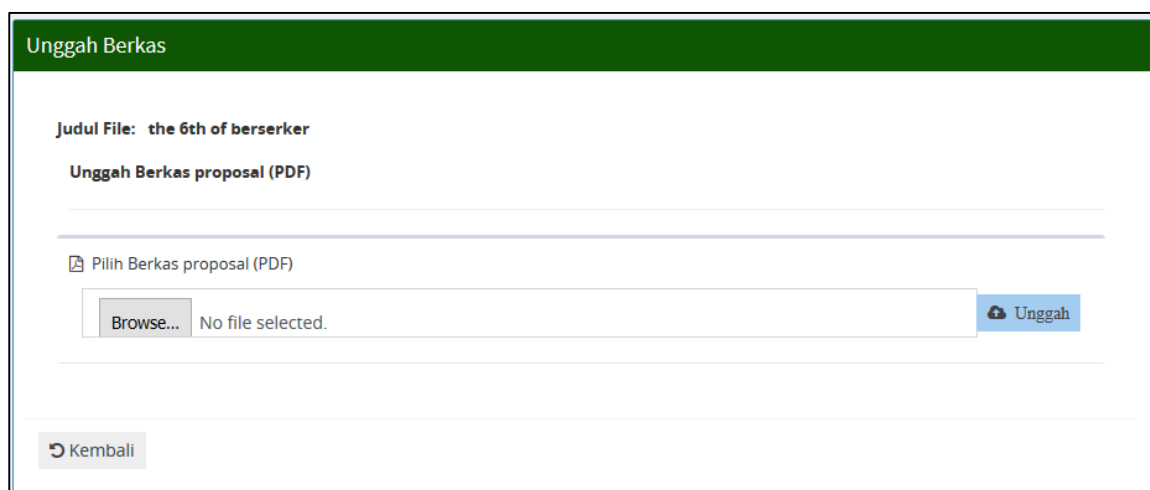 Unggah Berkas
Judul File: the 6th of berserker
Unggah Berkas proposal (PDF)
Pilih Berkas proposal (PDF)
Browse... No file selected.
Unggah
Kembali